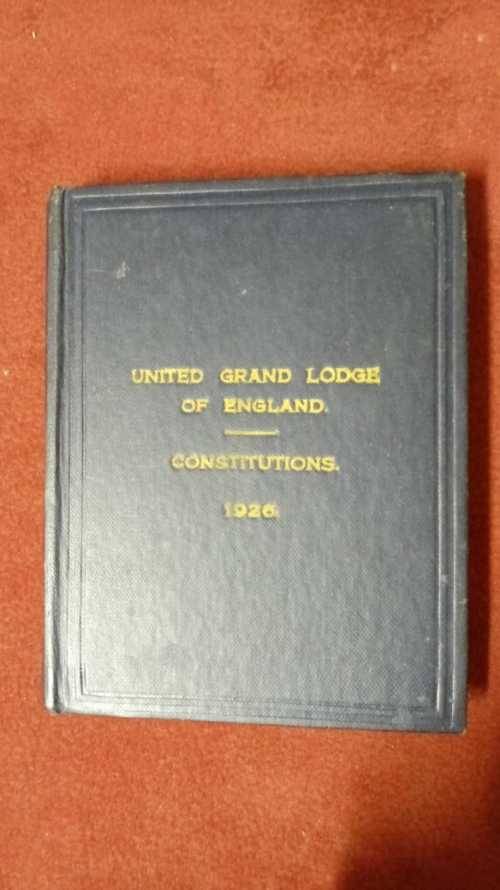 UNITED GRAND LODGE
OF ENGLAND.
CONSTITUTIONS.
1926.